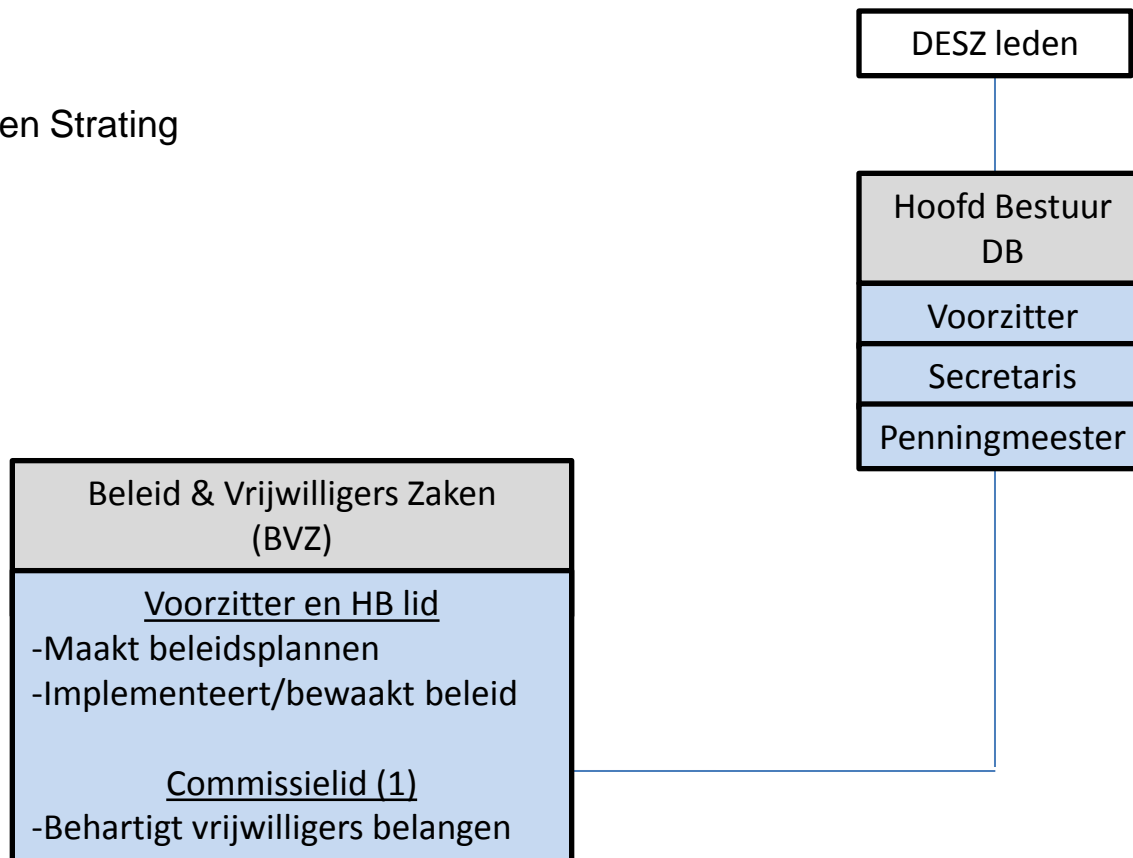 DESZ leden
en Strating
Hoofd Bestuur
DB
Voorzitter
Secretaris
Penningmeester
Beleid & Vrijwilligers Zaken
(BVZ)
Voorzitter en HB lid
-Maakt beleidsplannen
-Implementeert/bewaakt beleid
Commissielid (1)
-Behartigt vrijwilligers belangen